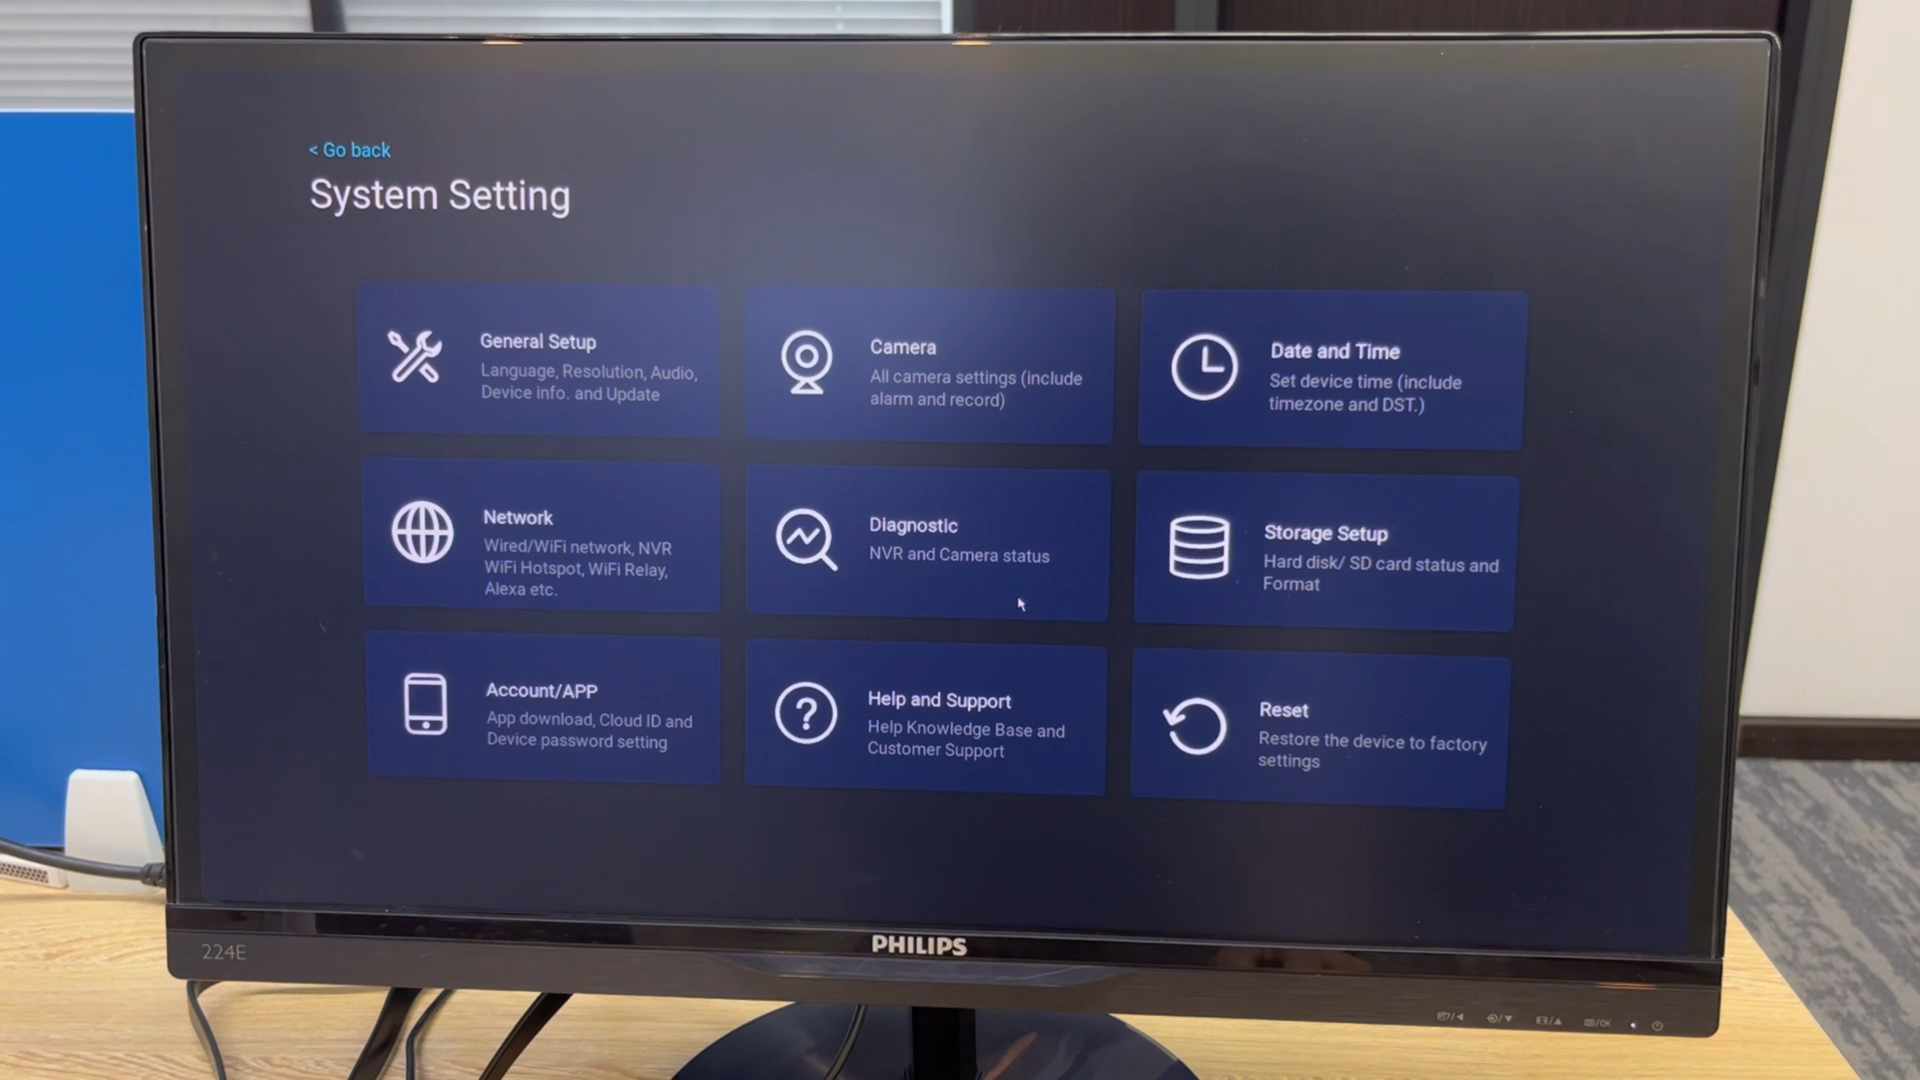 < Go back
System Setting
General Setup
Language, Resolution, Audio,
Device info. and Update
Camera
All camera settings (include
alarm and record)
Date and Time
Set device time (include
timezone and DST.)
Network
Wired/WiFi network, NVR
WiFi Hotspot, WiFi Relay,
Alexa etc.
Diagnostic
NVR and Camera status
Storage Setup
Hard disk/ SD card status and
Format
Account/APP
App download, Cloud ID and
Device password setting
Help and Support
Help Knowledge Base and
Customer Support
Reset
Restore the device to factory
settings
PHILIPS
224E
/OK